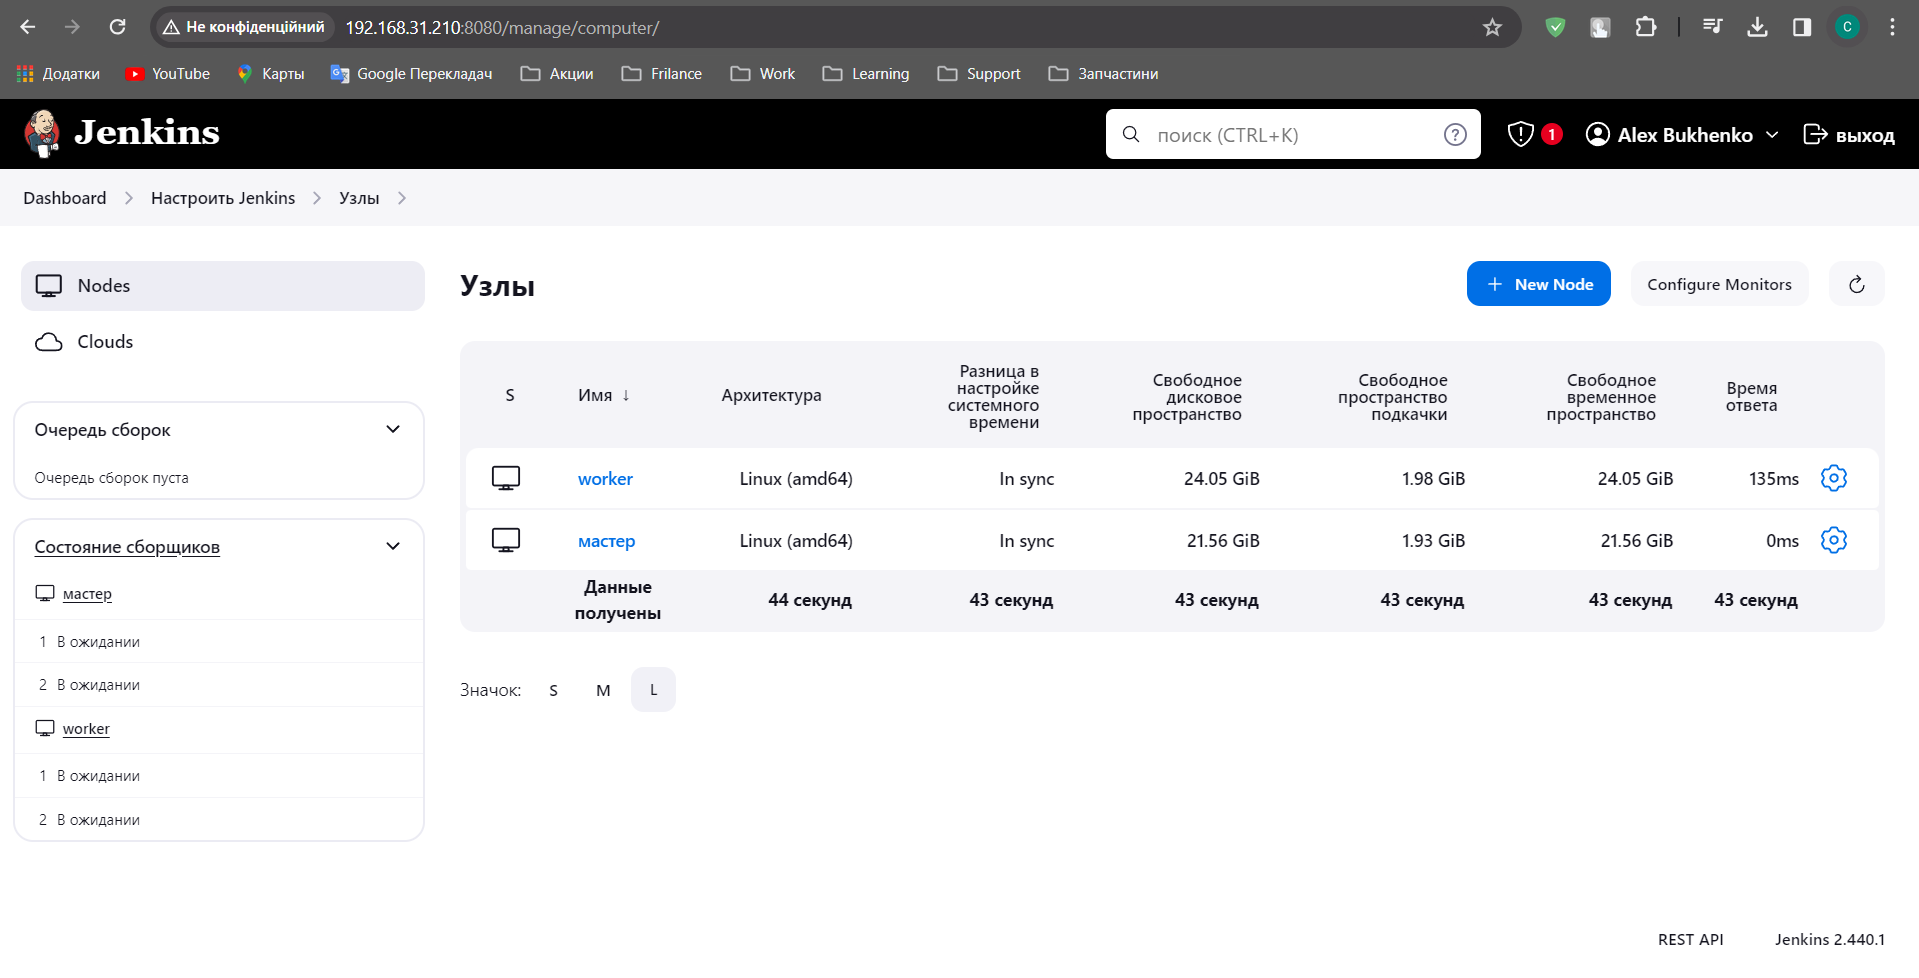 Не конфіденційний 192.168.31.210:8080/manage/computer/
C
Додатки YouTube Карты Google Перекладач Акции Frilance Work Learning Support Запчастини
Jenkins поиск (CTRL+K) ? 1 Alex Bukhenko выход
Dashboard Настроить Jenkins Узлы
Nodes
Clouds
Очередь сборок
Очередь сборок пуста
Состояние сборщиков
мастер
1 В ожидании
2 В ожидании
worker
1 В ожидании
2 В ожидании
Узлы
+ New Node
Configure Monitors
S
Имя ↓
Архитектура
Разница в
настройке
системного
времени
Свободное
дисковое
пространство
Свободное
пространство
подкачки
Свободное
временное
пространство
Время
ответа
worker Linux (amd64) In sync 24.05 GiB 1.98 GiB 24.05 GiB 135ms
мастер Linux (amd64) In sync 21.56 GiB 1.93 GiB 21.56 GiB 0ms
Данные
получены
44 секунд 43 секунд 43 секунд 43 секунд 43 секунд 43 секунд
Значок: S M L
REST API Jenkins 2.440.1